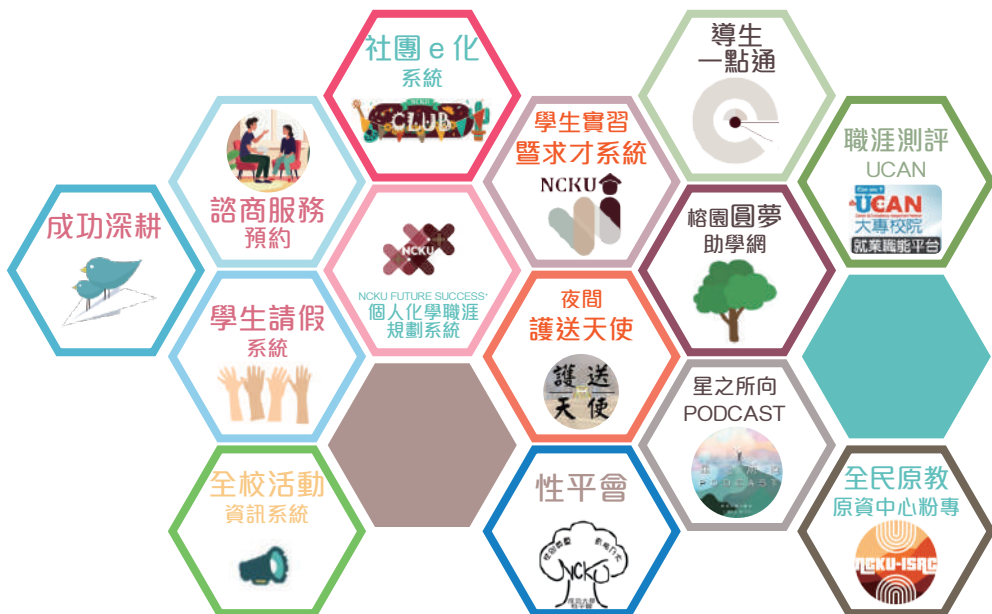 社團 e 化
系統
NCKU
CLUB
導生
一點通
諮商服務
預約
學生實習
暨求才系統
NCKU
職涯測評
UCAN
UCAN
大專校院
就業職能平台
成功深耕
NCKU
NCKU FUTURE SUCCESS+
個人化學職涯
規劃系統
榕園圓夢
助學網
學生請假
系統
夜間
護送天使
護送
天使
星之所向
PODCAST
PODCAST
全校活動
資訊系統
性平會
NCKU
全民原教
原資中心粉專
NCKU-ISRC